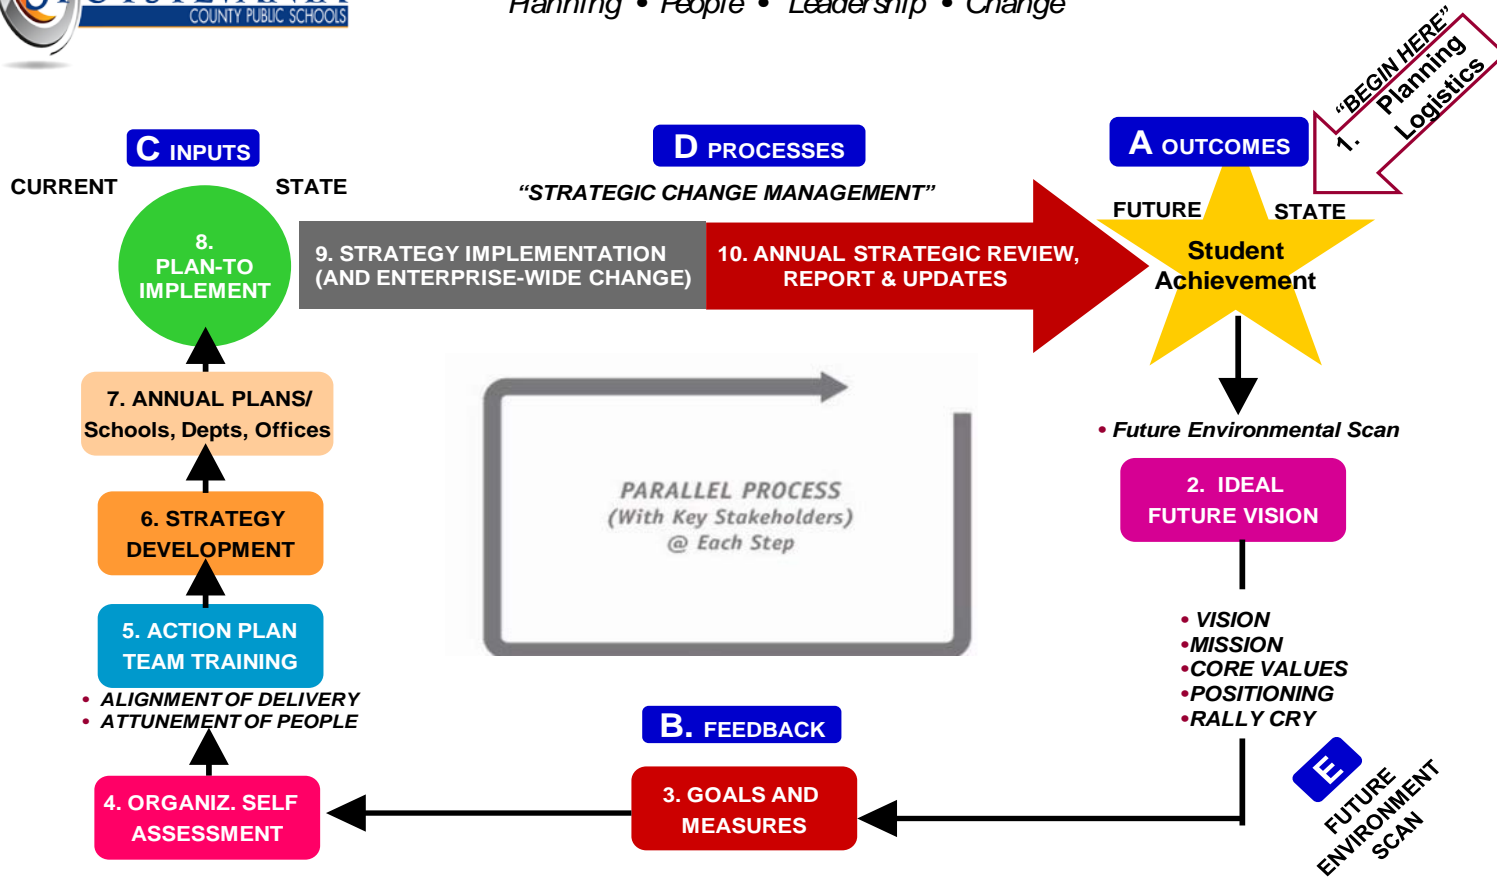 COUNTY PUBLIC SCHOOLS
Planning • People • Leadership • Change
"BEGIN HERE"
1. Planning
Logistics
C INPUTS
D PROCESSES
A OUTCOMES
CURRENT STATE
"STRATEGIC CHANGE MANAGEMENT"
FUTURE STATE
8.
PLAN-TO
IMPLEMENT
9. STRATEGY IMPLEMENTATION
(AND ENTERPRISE-WIDE CHANGE)
10. ANNUAL STRATEGIC REVIEW,
REPORT & UPDATES
Student
Achievement
7. ANNUAL PLANS/
Schools, Depts, Offices
• Future Environmental Scan
2. IDEAL
FUTURE VISION
PARALLEL PROCESS
(With Key Stakeholders)
@ Each Step
6. STRATEGY
DEVELOPMENT
5. ACTION PLAN
TEAM TRAINING
• ALIGNMENT OF DELIVERY
• ATTUNEMENT OF PEOPLE
• VISION
•MISSION
•CORE VALUES
•POSITIONING
•RALLY CRY
B. FEEDBACK
E
FUTURE
ENVIRONMENT
SCAN
4. ORGANIZ. SELF
ASSESSMENT
3. GOALS AND
MEASURES